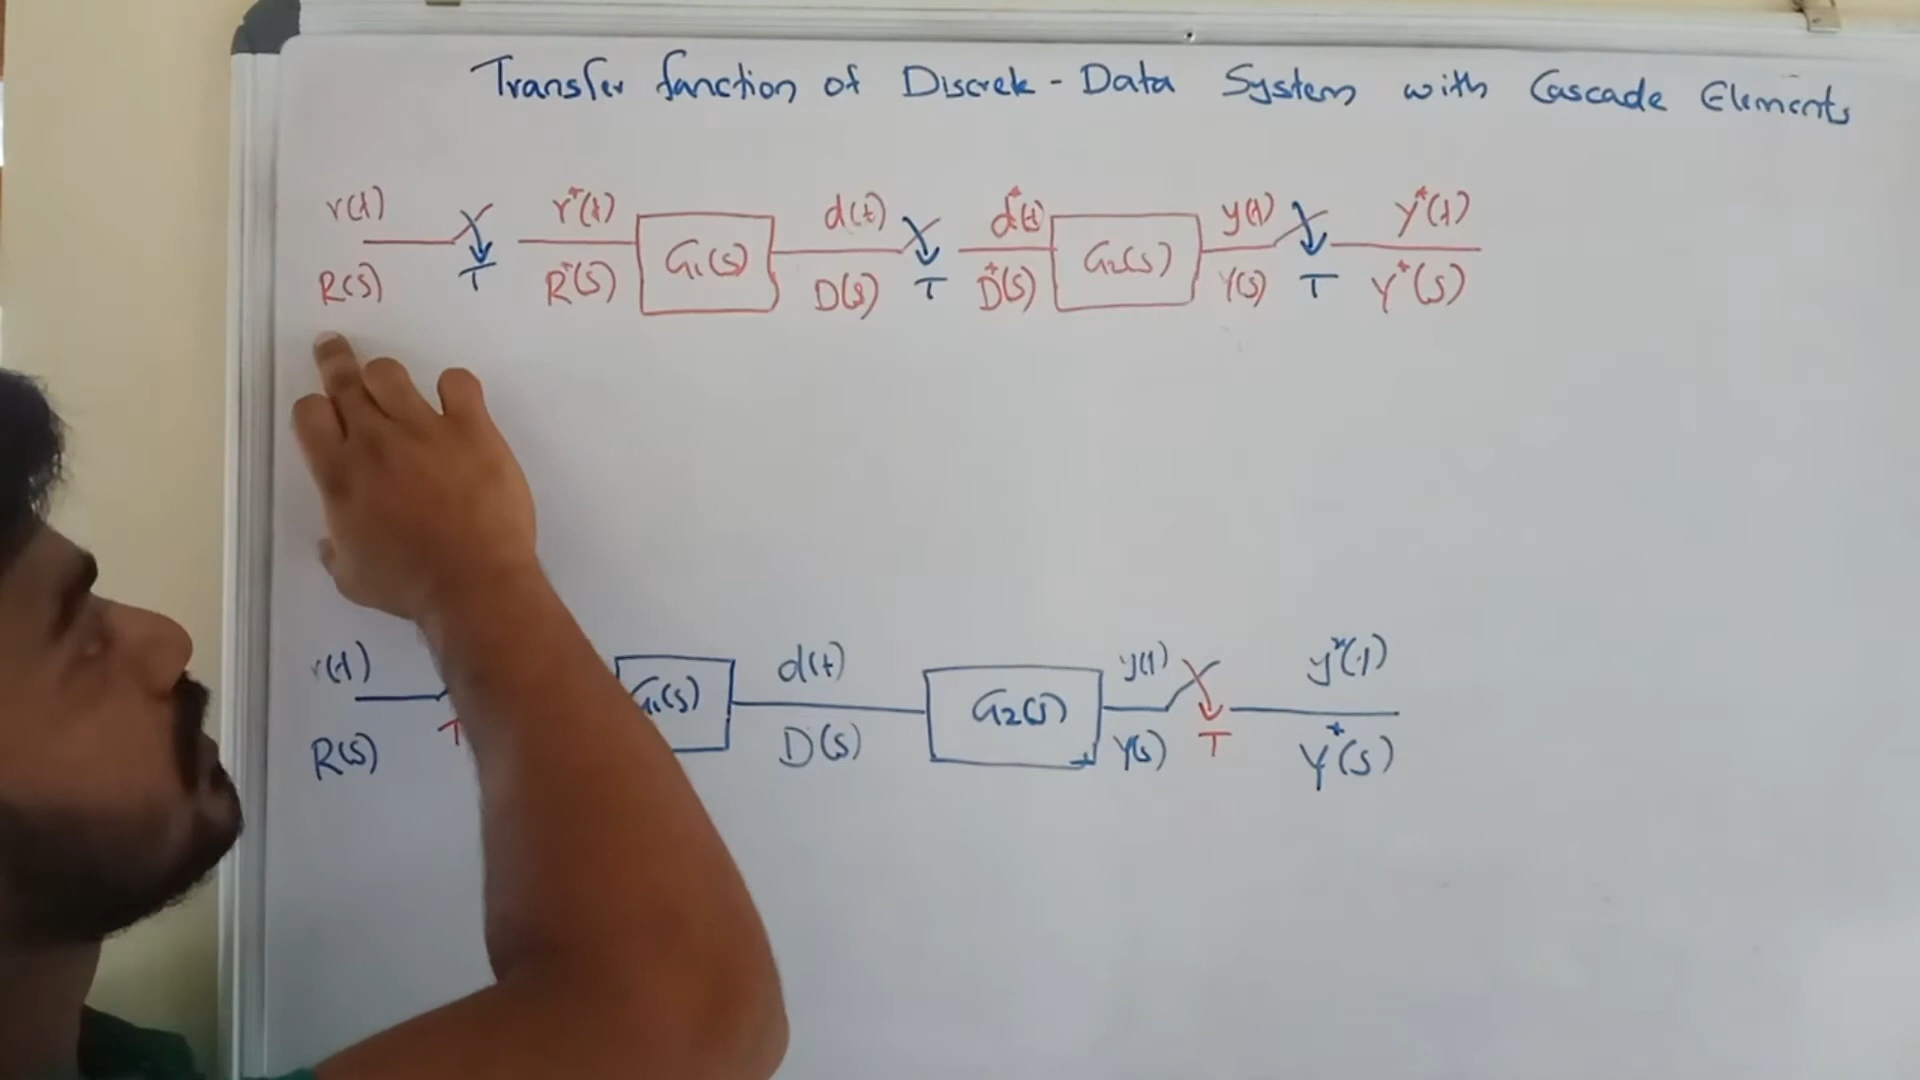 Transfer function of Discrete - Data System with Cascade Elements
r(t) r*(t) d(t) d*(t) y(t) y*(t)
G₁(s) G₂(s)
R(s) T R*(s) D(s) T D*(s) Y(s) T Y*(s)
r(t) d(t) y(t) y*(t)
G₁(s) G₂(s)
R(s) T D(s) Y(s) T Y*(s)